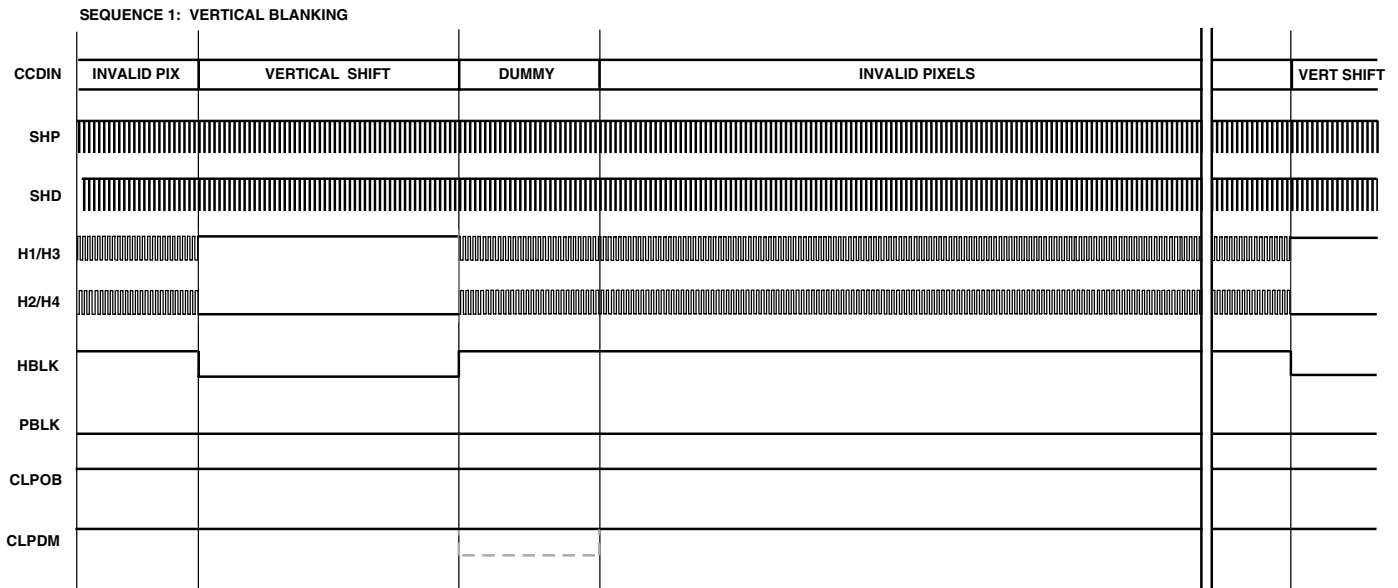 SEQUENCE 1: VERTICAL BLANKING
CCDIN INVALID PIX VERTICAL SHIFT DUMMY INVALID PIXELS VERT SHIFT
SHP
SHD
H1/H3
H2/H4
HBLK
PBLK
CLPOB
CLPDM